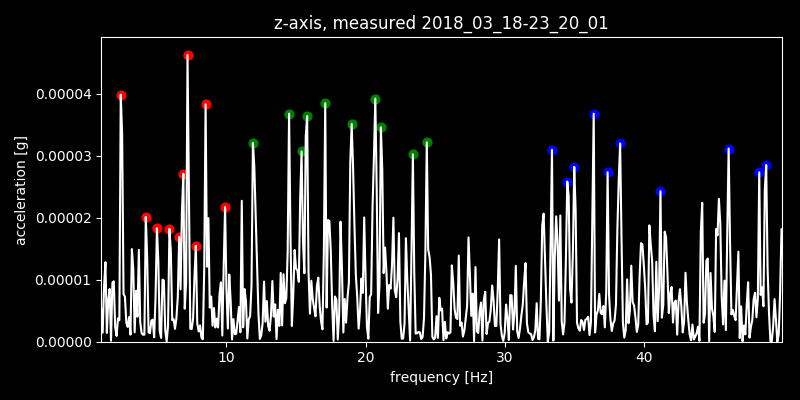 z-axis, measured 2018_03_18-23_20_01
0.00004
0.00003
0.00002
0.00001
0.00000
acceleration [g]
10 20 30 40
frequency [Hz]